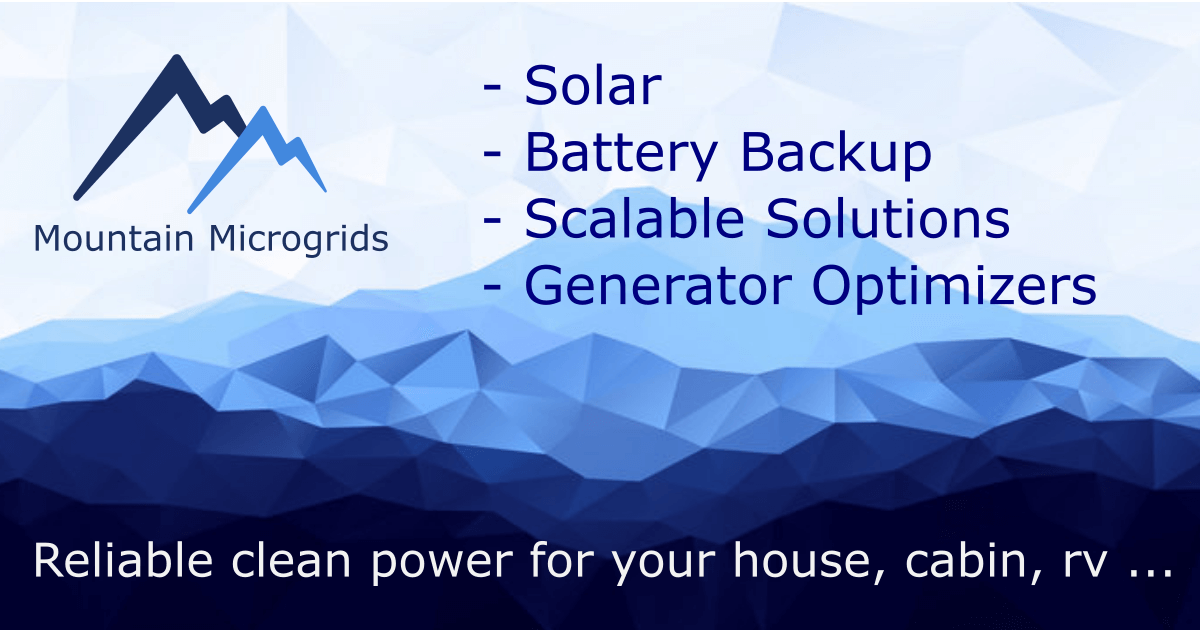 Mountain Microgrids
- Solar
- Battery Backup
- Scalable Solutions
- Generator Optimizers
Reliable clean power for your house, cabin, rv ...